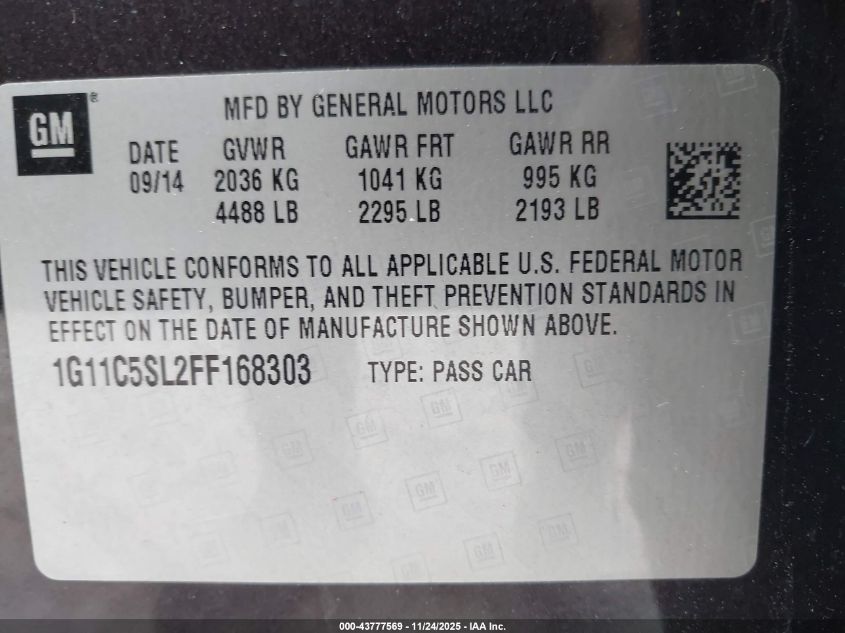 GM ®
MFD BY GENERAL MOTORS LLC
DATE GVWR GAWR FRT GAWR RR
09/14 2036 KG 1041 KG 995 KG
4488 LB 2295 LB 2193 LB
THIS VEHICLE CONFORMS TO ALL APPLICABLE U.S. FEDERAL MOTOR
VEHICLE SAFETY, BUMPER, AND THEFT PREVENTION STANDARDS IN
EFFECT ON THE DATE OF MANUFACTURE SHOWN ABOVE.
1G11C5SL2FF168303 TYPE: PASS CAR
000-43777569 - 11/24/2025 - IAA Inc.